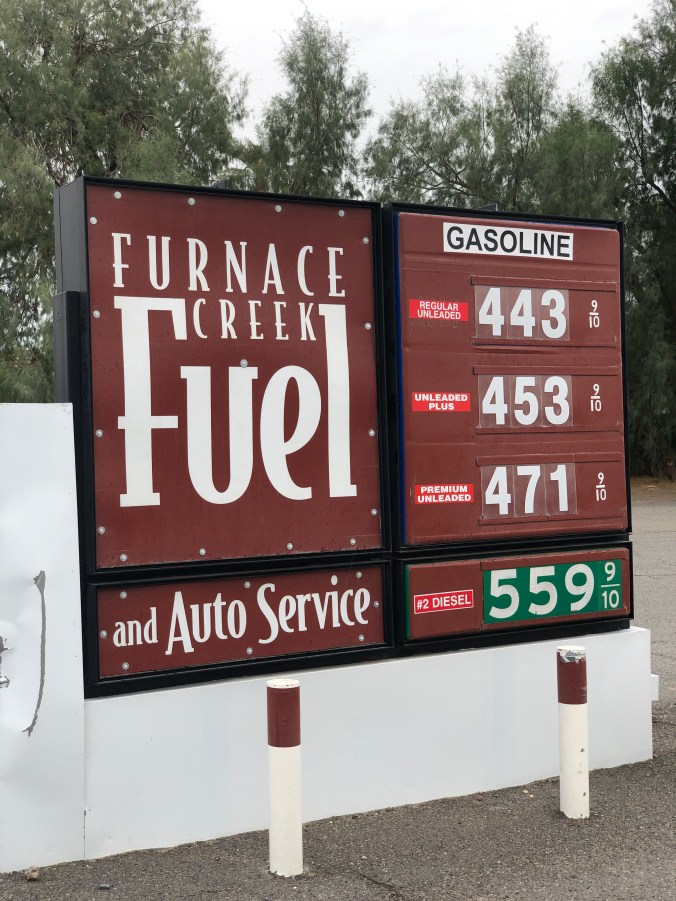 FURNACE
CREEK
Fuel
and Auto Service
GASOLINE
REGULAR
UNLEADED
443 9/10
UNLEADED
PLUS
453 9/10
PREMIUM
UNLEADED
471 9/10
#2 DIESEL
559 9/10